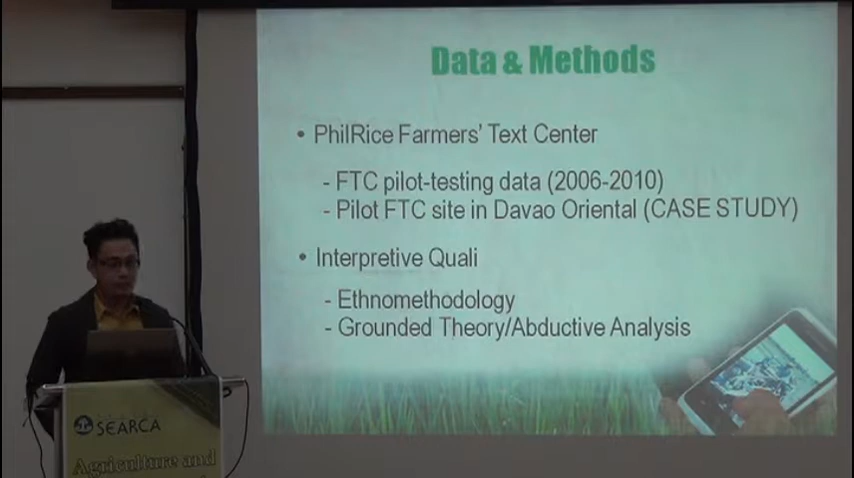 Data & Methods
• PhilRice Farmers' Text Center
- FTC pilot-testing data (2006-2010)
- Pilot FTC site in Davao Oriental (CASE STUDY)
• Interpretive Quali
- Ethnomethodology
- Grounded Theory/Abductive Analysis
SEARCA
Agriculture and